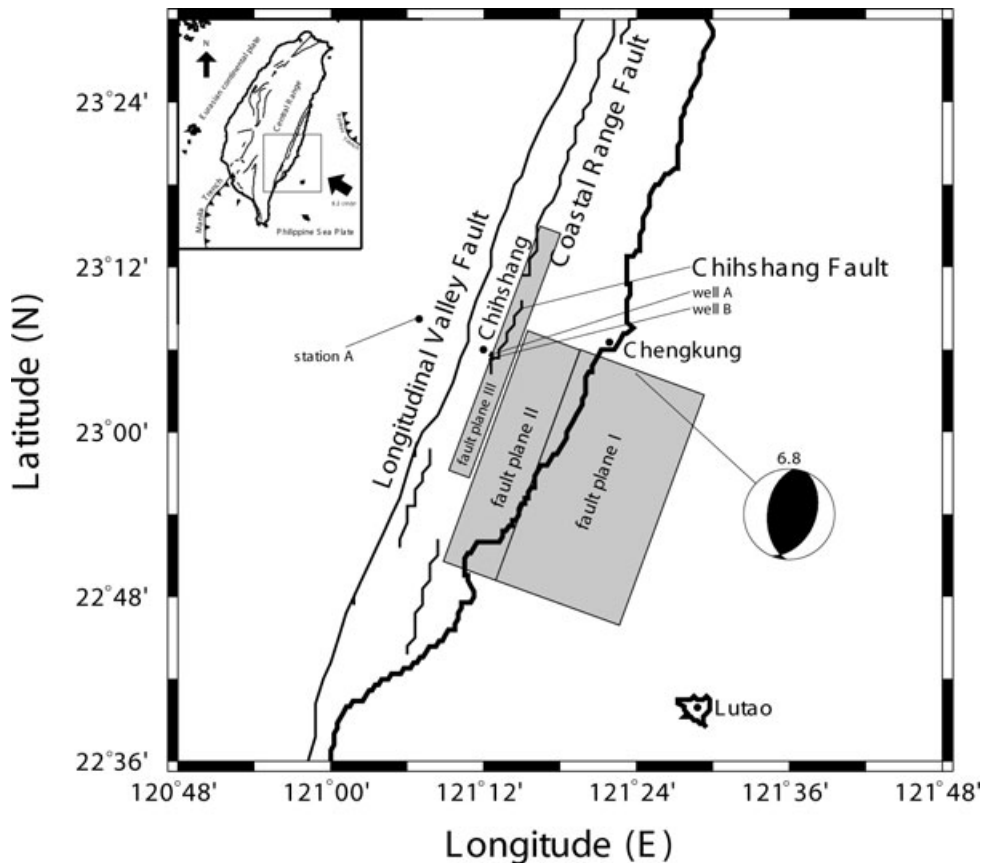 N
Eurasian continental plate
Central Range
Manila Trench
Philippine Sea Plate
23°24'
23°12'
23°00'
22°48'
22°36'
Latitude (N)
Coastal Range Fault
Longitudinal Valley Fault
Chihshang
Chihshang Fault
well A
well B
station A
Chengkung
fault plane III
fault plane II
fault plane I
6.8
Lutao
120°48'
121°00'
121°12'
121°24'
121°36'
121°48'
Longitude (E)